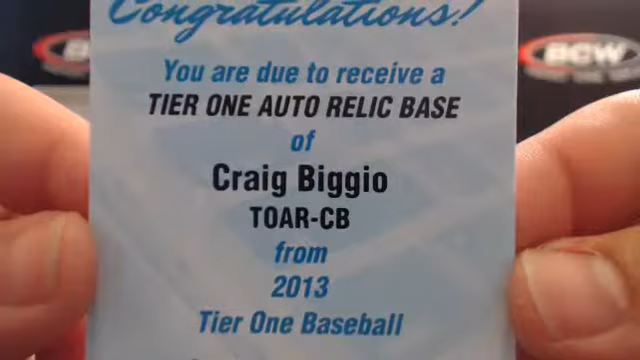 Congratulations!
You are due to receive a
TIER ONE AUTO RELIC BASE
of
Craig Biggio
TOAR-CB
from
2013
Tier One Baseball
BCW